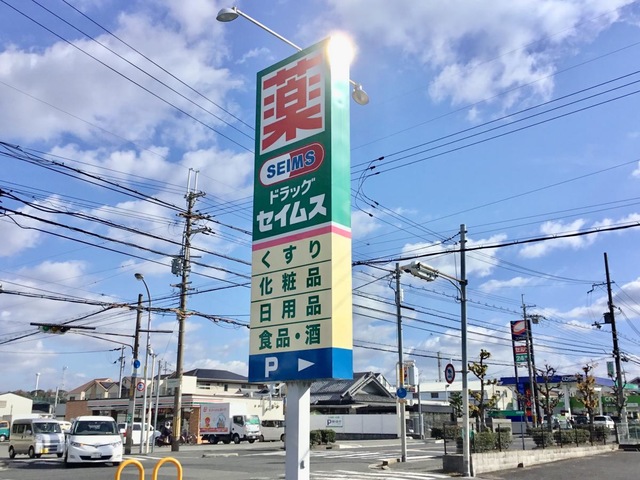 薬
SEIMS
ドラッグ
セイムス
くすり
化粧品
日用品
食品・酒
P